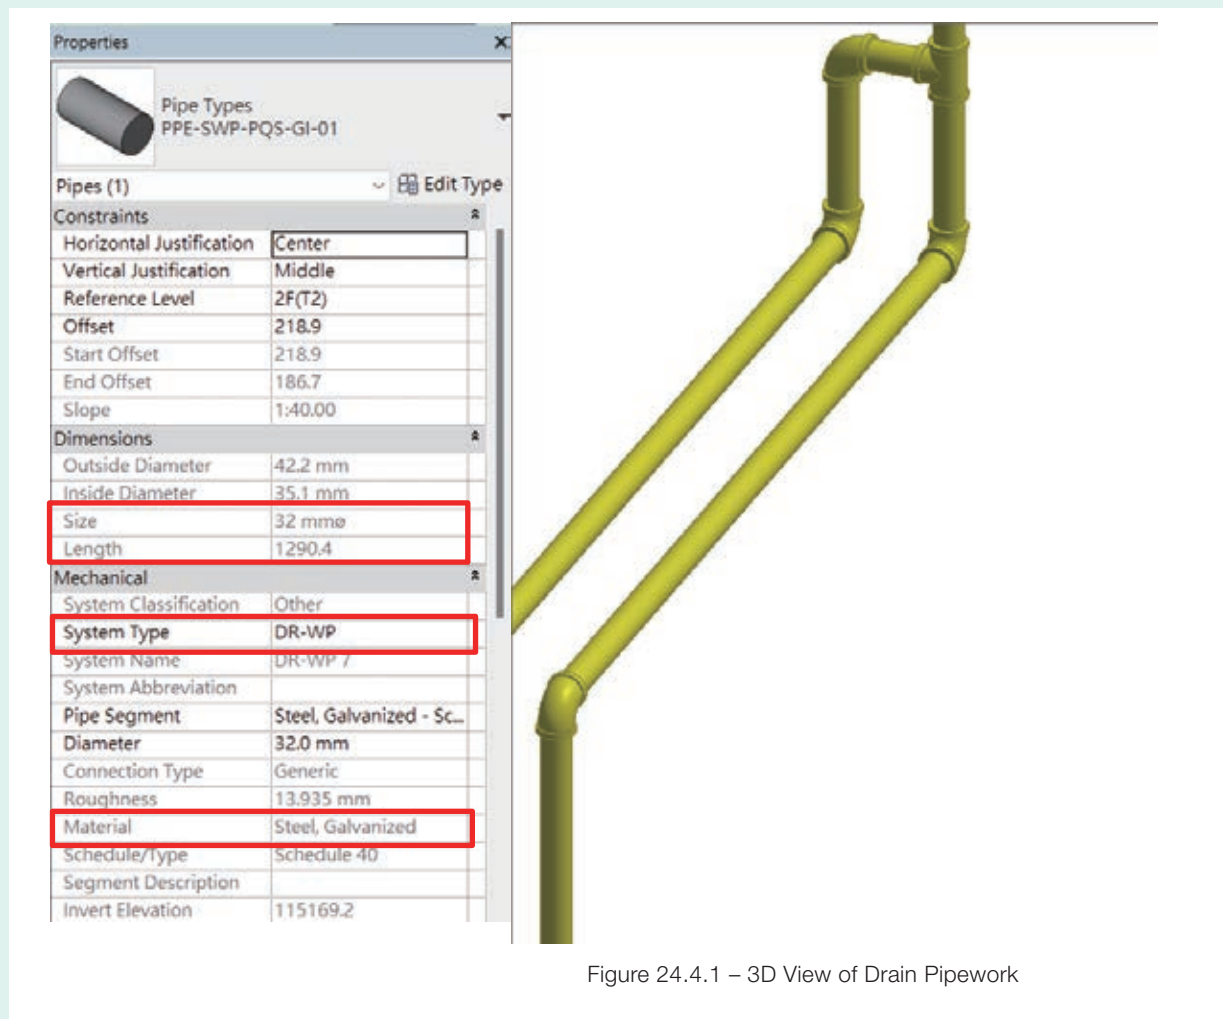 Properties
Pipe Types
PPE-SWP-PQS-GI-01
Pipes (1) Edit Type
Constraints
Horizontal Justification Center
Vertical Justification Middle
Reference Level 2F(T2)
Offset 218.9
Start Offset 218.9
End Offset 186.7
Slope 1:40.00
Dimensions
Outside Diameter 42.2 mm
Inside Diameter 35.1 mm
Size 32 mmø
Length 1290.4
Mechanical
System Classification Other
System Type DR-WP
System Name DR-WP 7
System Abbreviation
Pipe Segment Steel, Galvanized - Sc...
Diameter 32.0 mm
Connection Type Generic
Roughness 13.935 mm
Material Steel, Galvanized
Schedule/Type Schedule 40
Segment Description
Invert Elevation 115169.2
Figure 24.4.1 – 3D View of Drain Pipework